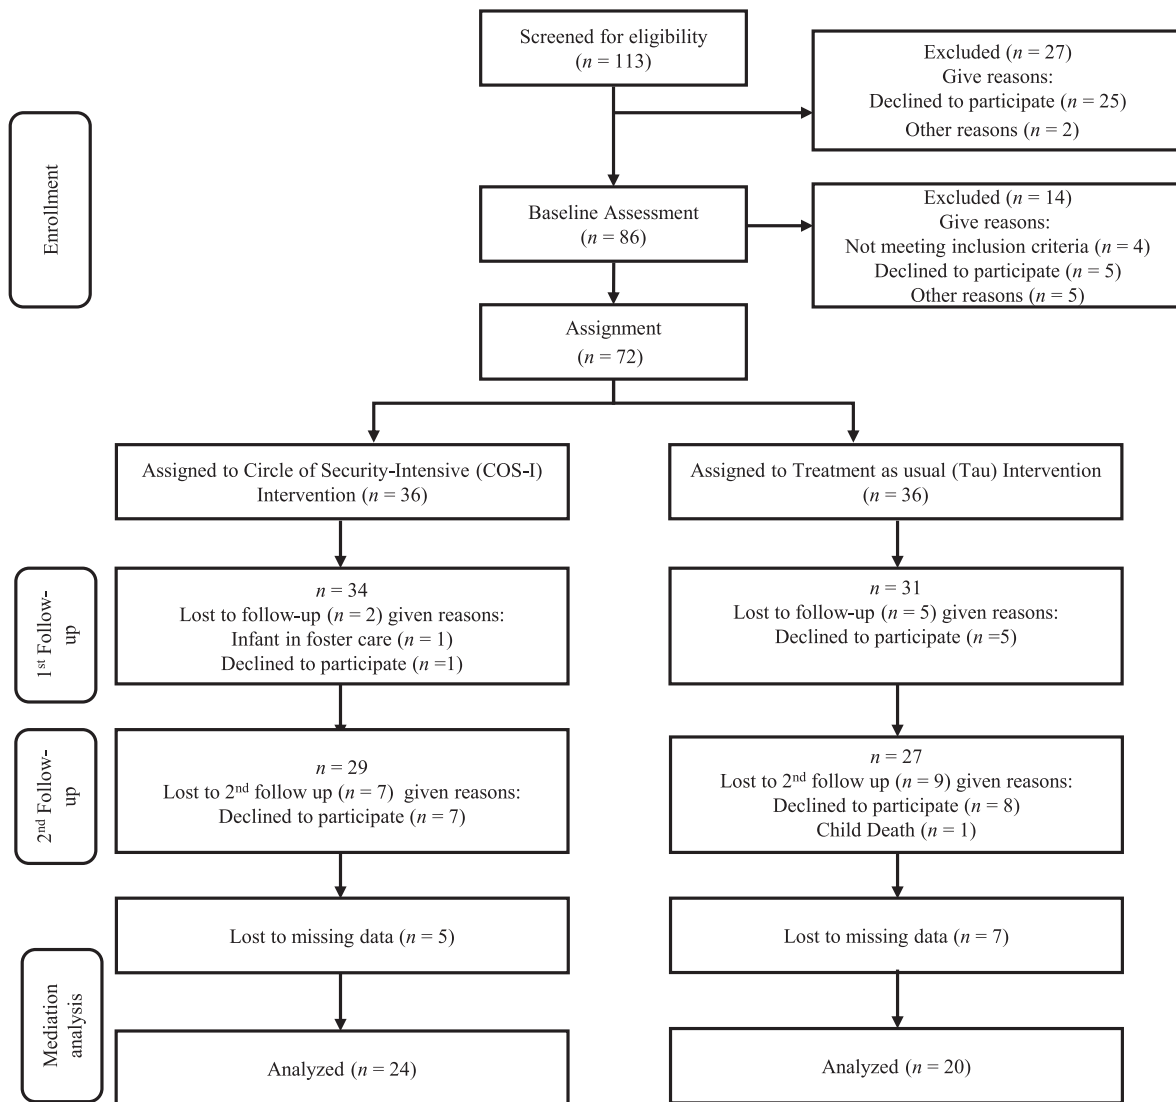 Screened for eligibility
(n = 113)
Excluded (n = 27)
Give reasons:
Declined to participate (n = 25)
Other reasons (n = 2)
Enrollment
Baseline Assessment
(n = 86)
Excluded (n = 14)
Give reasons:
Not meeting inclusion criteria (n = 4)
Declined to participate (n = 5)
Other reasons (n = 5)
Assignment
(n = 72)
Assigned to Circle of Security-Intensive (COS-I)
Intervention (n = 36)
Assigned to Treatment as usual (Tau) Intervention
(n = 36)
1st Follow-
up
n = 34
Lost to follow-up (n = 2) given reasons:
Infant in foster care (n = 1)
Declined to participate (n =1)
n = 31
Lost to follow-up (n = 5) given reasons:
Declined to participate (n =5)
2nd Follow-
up
n = 29
Lost to 2nd follow up (n = 7) given reasons:
Declined to participate (n = 7)
n = 27
Lost to 2nd follow up (n = 9) given reasons:
Declined to participate (n = 8)
Child Death (n = 1)
Lost to missing data (n = 5)
Lost to missing data (n = 7)
Mediation
analysis
Analyzed (n = 24)
Analyzed (n = 20)